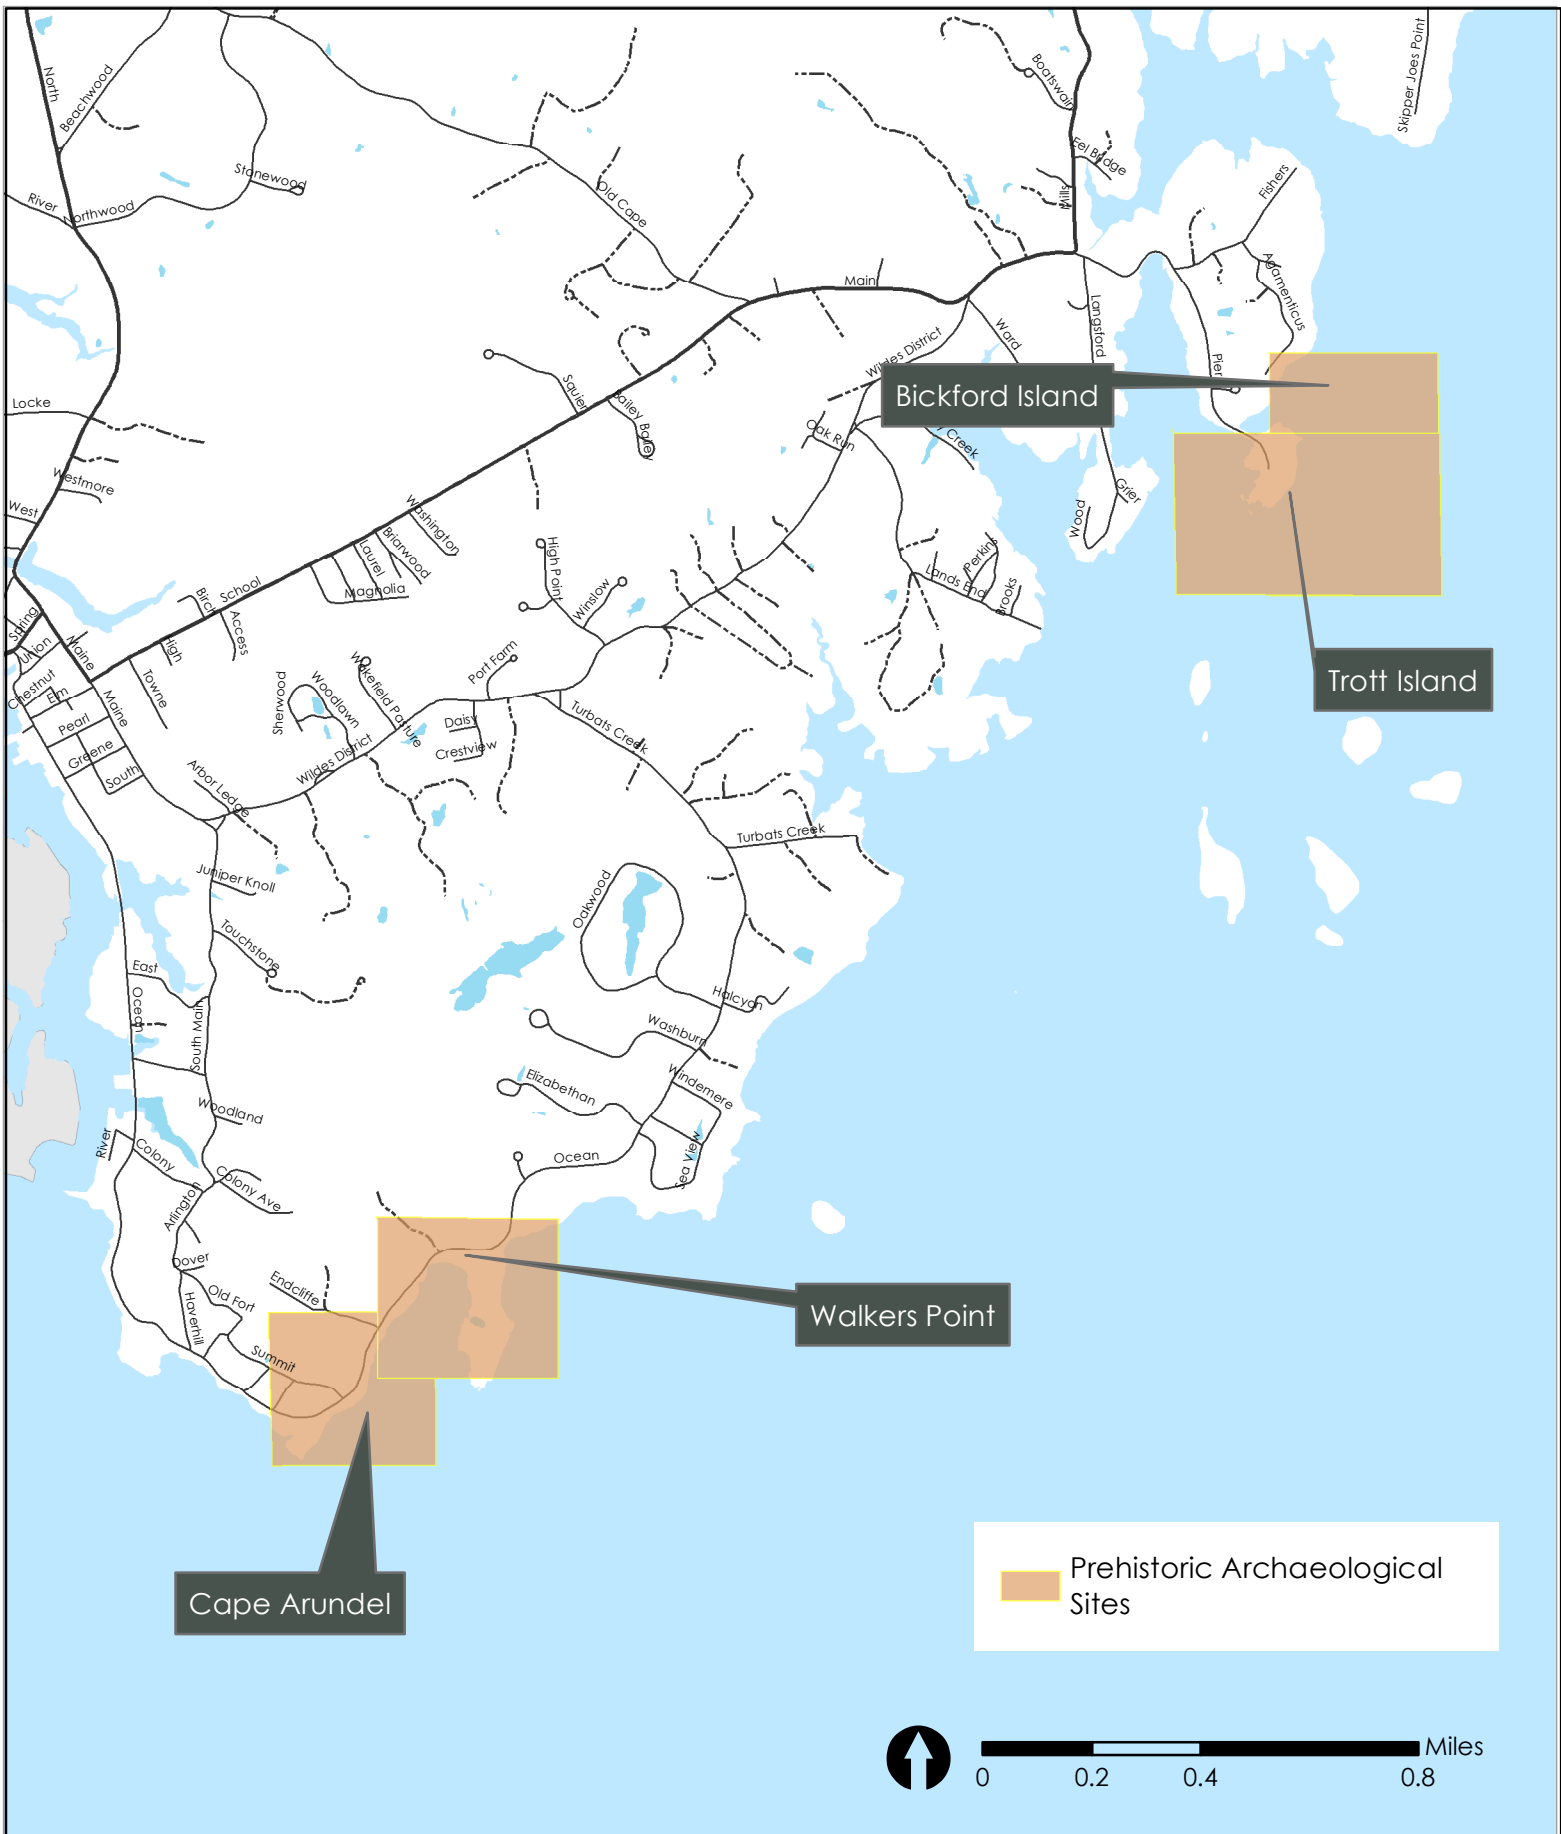 North
Beachwood
River
Northwood
Stonewood
Old Cape
Boatswain
Eel Bridge
Mills
Skipper Joes Point
Fishers
Agamenticus
Main
Langsford
Ward
Wildes District
Pier
Bickford Island
Squier
Bailey
Bailey
Oak Run
Creek
Locke
Westmore
West
Washington
Briarwood
Laurel
Magnolia
School
Birch
Access
High
High Point
Winslow
Grier
Wood
Perkins
Lands End
Brooks
Trott Island
Spring
Union
Maine
Chestnut
Elm
Maine
Pearl
Greene
South
Towne
Sherwood
Woodlawn
Wakefield Pasture
Port Farm
Daisy
Crestview
Turbats Creek
Wildes District
Arbor Ledge
Turbats Creek
Juniper Knoll
Oakwood
Touchstone
East
Ocean
South Main
Halcyon
Washburn
Windemere
Elizabethan
Woodland
River
Colony
Sea View
Ocean
Colony Ave
Arlington
Dover
Old Fort
Endcliffe
Haverhill
Summit
Walkers Point
Cape Arundel
Prehistoric Archaeological
Sites
Miles
0 0.2 0.4 0.8